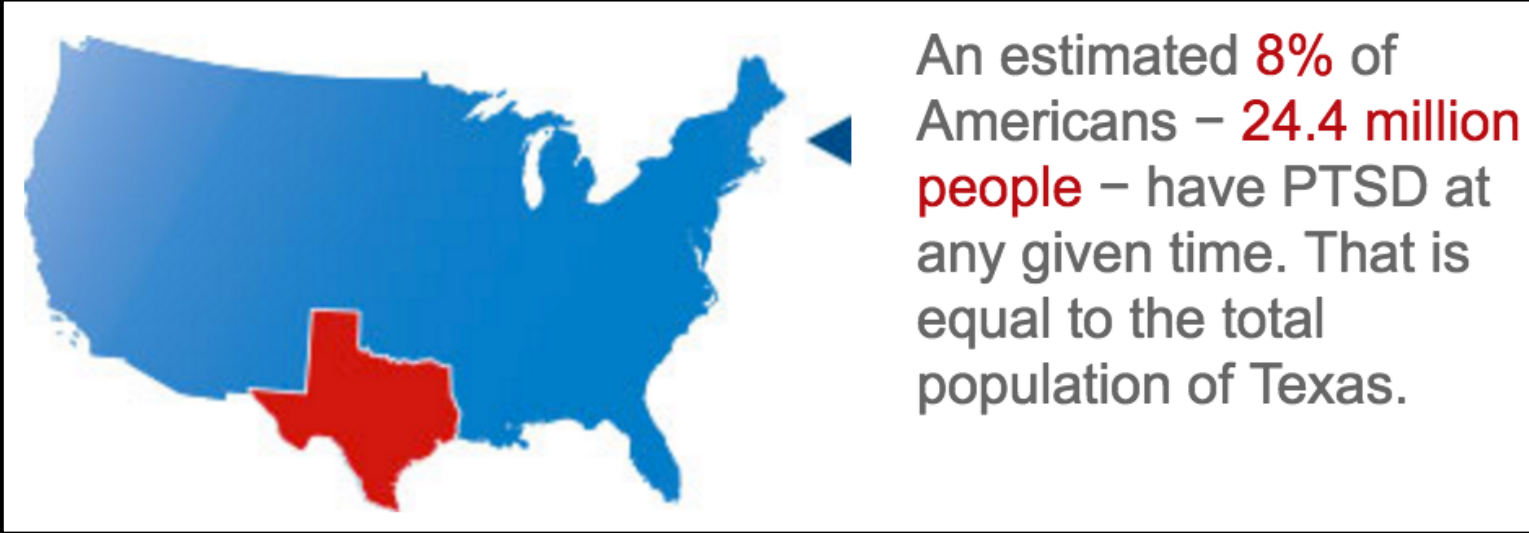 An estimated 8% of
Americans – 24.4 million
people – have PTSD at
any given time. That is
equal to the total
population of Texas.